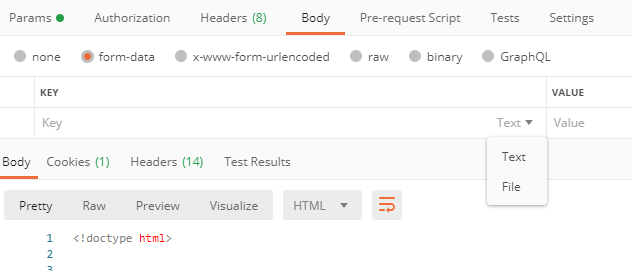 Params Authorization Headers (8) Body Pre-request Script Tests Settings
none form-data x-www-form-urlencoded raw binary GraphQL
KEY VALUE
Key Text Value
Text
File
Body Cookies (1) Headers (14) Test Results
Pretty Raw Preview Visualize HTML
1 <!doctype html>
2
3